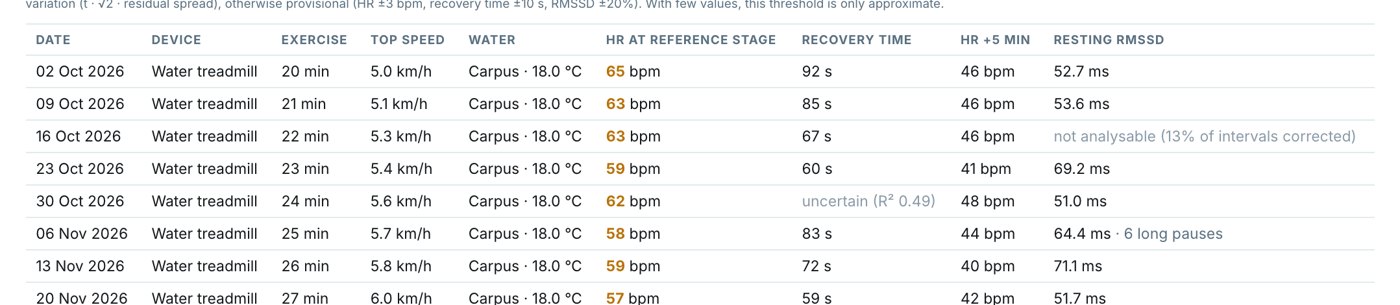 variation (t · √2 · residual spread), otherwise provisional (HR ±3 bpm, recovery time ±10 s, RMSSD ±20%). With few values, this threshold is only approximate.
DATE DEVICE EXERCISE TOP SPEED WATER HR AT REFERENCE STAGE RECOVERY TIME HR +5 MIN RESTING RMSSD
02 Oct 2026 Water treadmill 20 min 5.0 km/h Carpus · 18.0 °C 65 bpm 92 s 46 bpm 52.7 ms
09 Oct 2026 Water treadmill 21 min 5.1 km/h Carpus · 18.0 °C 63 bpm 85 s 46 bpm 53.6 ms
16 Oct 2026 Water treadmill 22 min 5.3 km/h Carpus · 18.0 °C 63 bpm 67 s 46 bpm not analysable (13% of intervals corrected)
23 Oct 2026 Water treadmill 23 min 5.4 km/h Carpus · 18.0 °C 59 bpm 60 s 41 bpm 69.2 ms
30 Oct 2026 Water treadmill 24 min 5.6 km/h Carpus · 18.0 °C 62 bpm uncertain (R² 0.49) 48 bpm 51.0 ms
06 Nov 2026 Water treadmill 25 min 5.7 km/h Carpus · 18.0 °C 58 bpm 83 s 44 bpm 64.4 ms · 6 long pauses
13 Nov 2026 Water treadmill 26 min 5.8 km/h Carpus · 18.0 °C 59 bpm 72 s 40 bpm 71.1 ms
20 Nov 2026 Water treadmill 27 min 6.0 km/h Carpus · 18.0 °C 57 bpm 59 s 42 bpm 51.7 ms